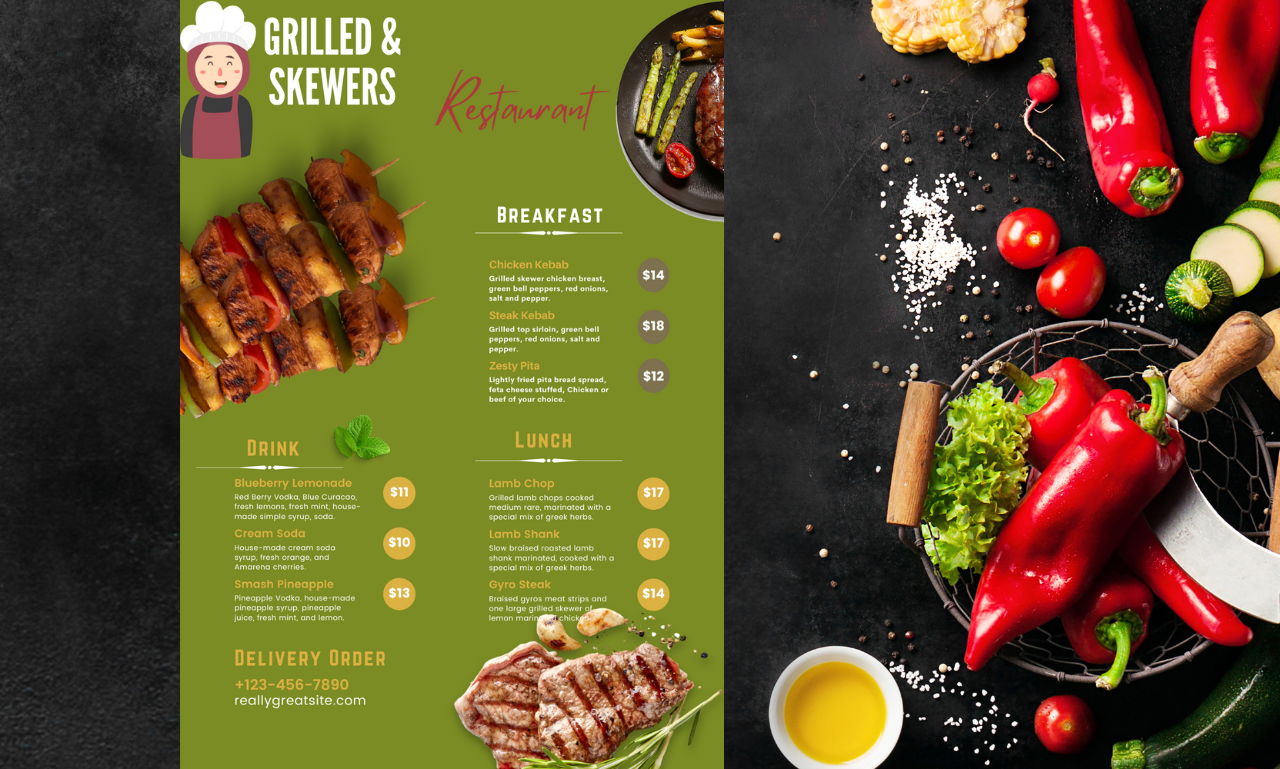 GRILLED &
SKEWERS
Restaurant
BREAKFAST
Chicken Kebab
$14
Grilled skewer chicken breast,
green bell peppers, red onions,
salt and pepper.
Steak Kebab
$18
Grilled top sirloin, green bell
peppers, red onions, salt and
pepper.
Zesty Pita
$12
Lightly fried pita bread spread,
feta cheese stuffed, Chicken or
beef of your choice.
DRINK
Blueberry Lemonade
$11
Red Berry Vodka, Blue Curacao,
fresh lemons, fresh mint, house-
made simple syrup, soda.
Cream Soda
$10
House-made cream soda
syrup, fresh orange, and
Amarena cherries.
Smash Pineapple
$13
Pineapple Vodka, house-made
pineapple syrup, pineapple
juice, fresh mint, and lemon.
LUNCH
Lamb Chop
$17
Grilled lamb chops cooked
medium rare, marinated with a
special mix of greek herbs.
Lamb Shank
$17
Slow braised roasted lamb
shank marinated, cooked with a
special mix of greek herbs.
Gyro Steak
$14
Braised gyros meat strips and
one large grilled skewer of
lemon marinated chicken
DELIVERY ORDER
+123-456-7890
reallygreatsite.com